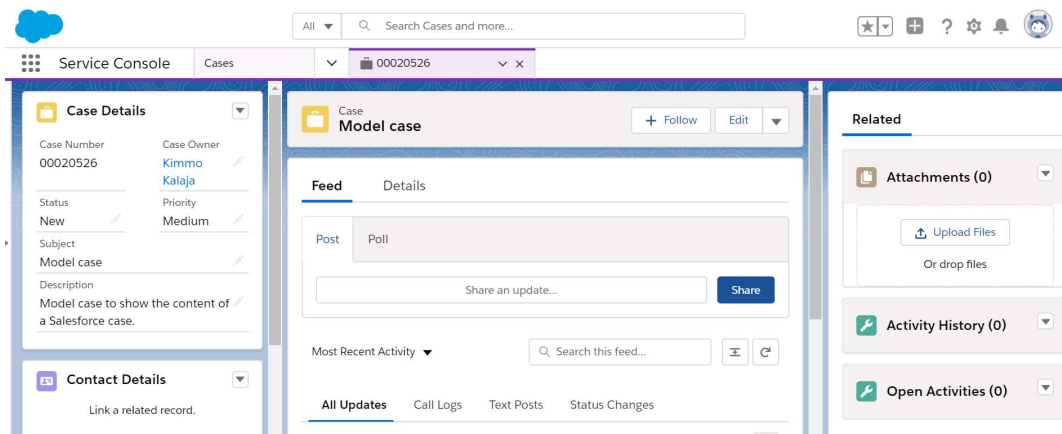 All
Search Cases and more...
Service Console
Cases
00020526
Case Details
Case Number
Case Owner
00020526
Kimmo
Kalaja
Status
Priority
New
Medium
Subject
Model case
Description
Model case to show the content of
a Salesforce case.
Contact Details
Link a related record.
Case
Model case
+ Follow
Edit
Feed
Details
Post
Poll
Share an update...
Share
Most Recent Activity
Search this feed...
All Updates
Call Logs
Text Posts
Status Changes
Related
Attachments (0)
Upload Files
Or drop files
Activity History (0)
Open Activities (0)